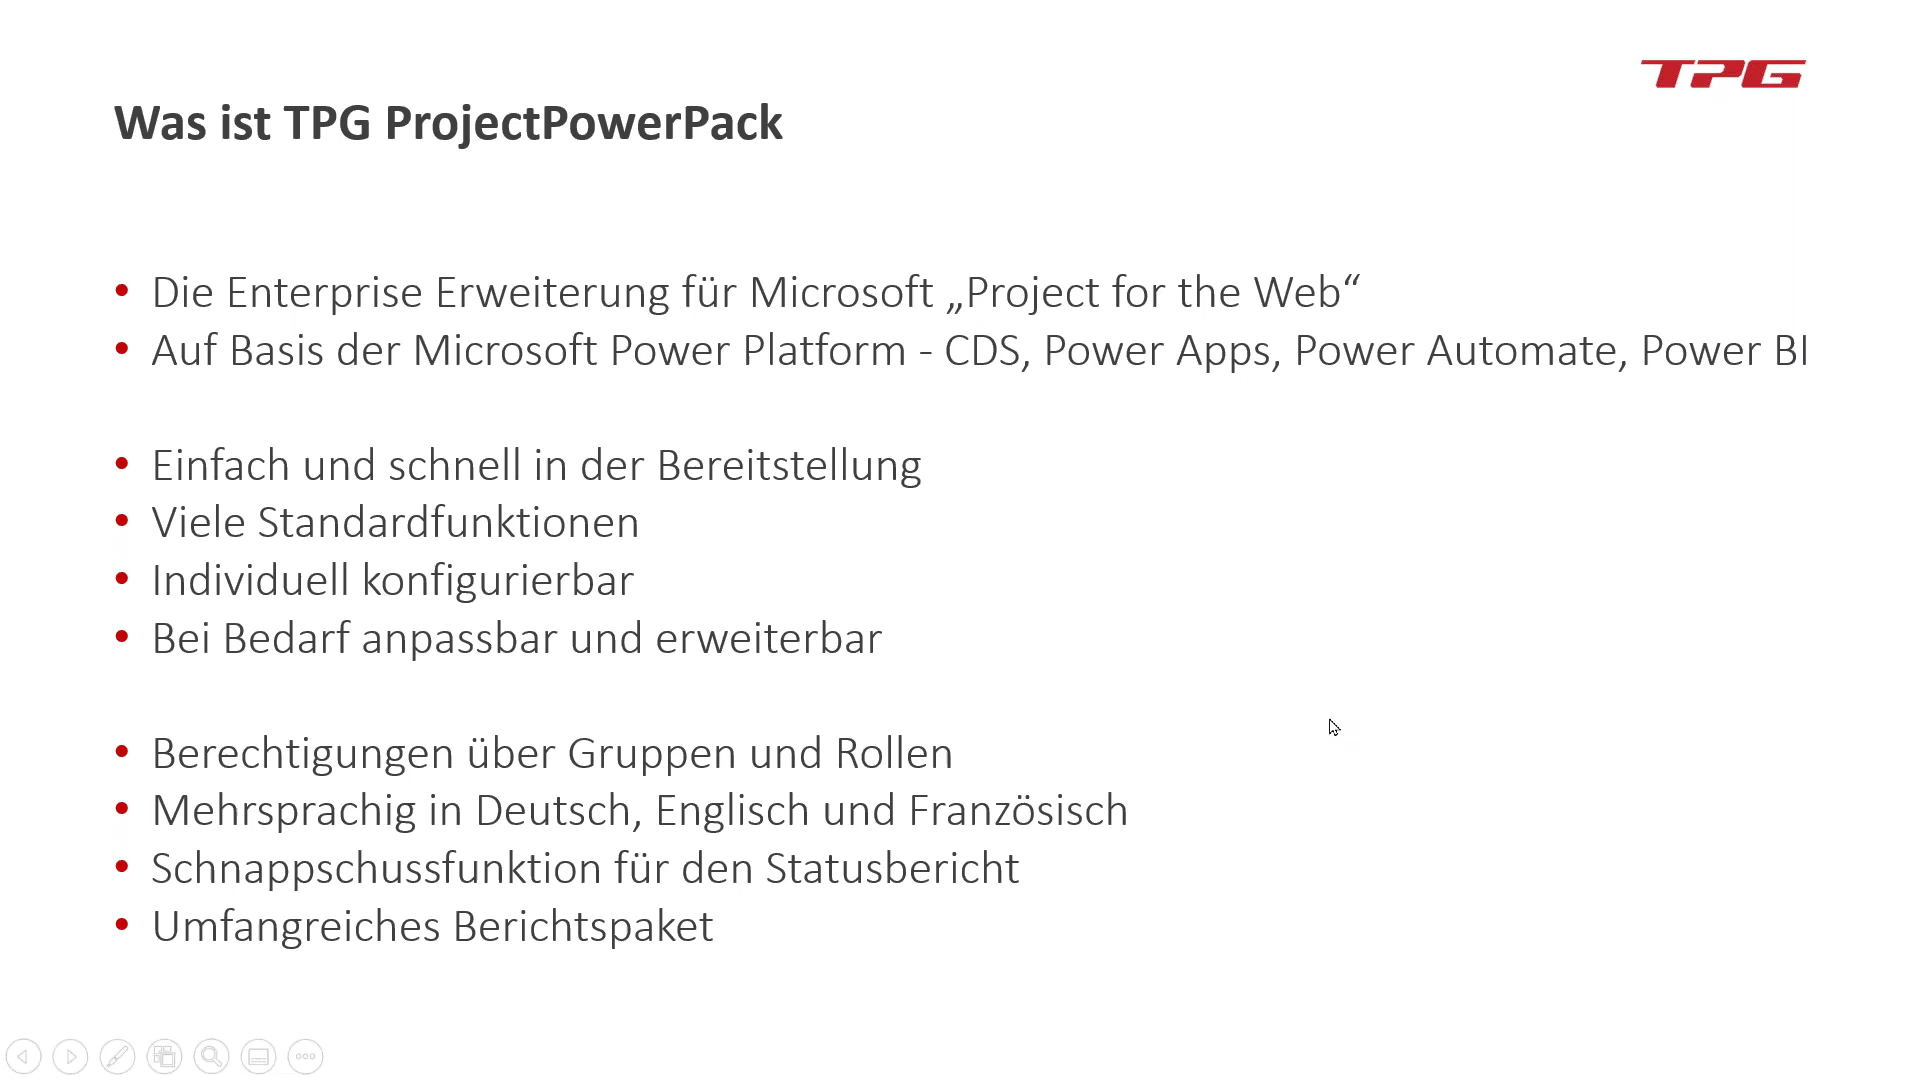 TPG
Was ist TPG ProjectPowerPack
• Die Enterprise Erweiterung für Microsoft „Project for the Web“
• Auf Basis der Microsoft Power Platform - CDS, Power Apps, Power Automate, Power BI
• Einfach und schnell in der Bereitstellung
• Viele Standardfunktionen
• Individuell konfigurierbar
• Bei Bedarf anpassbar und erweiterbar
• Berechtigungen über Gruppen und Rollen
• Mehrsprachig in Deutsch, Englisch und Französisch
• Schnappschussfunktion für den Statusbericht
• Umfangreiches Berichtspaket